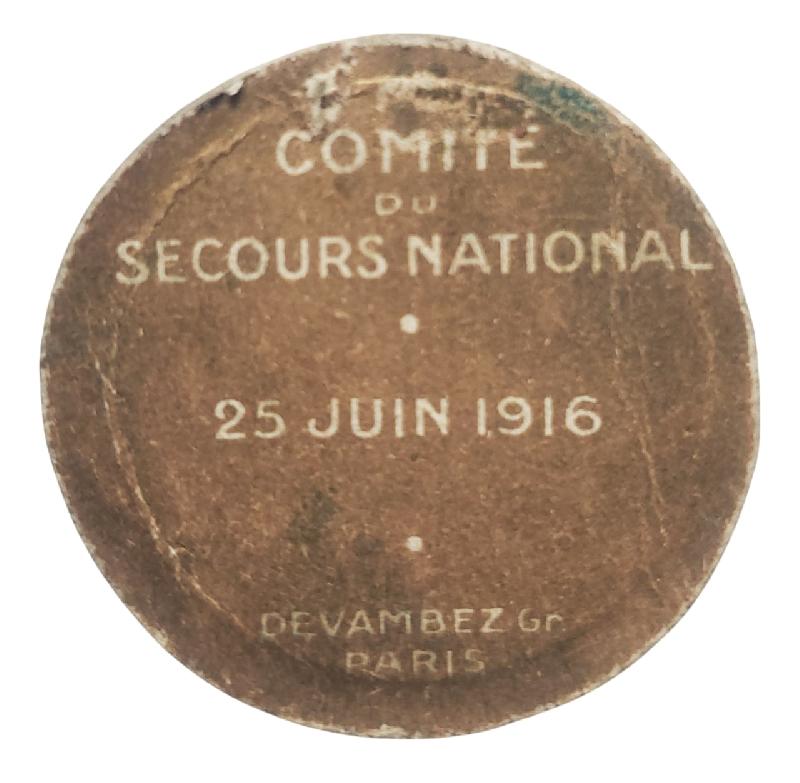 COMITÉ
DU
SECOURS NATIONAL
25 JUIN 1916
DEVAMBEZ Gr.
PARIS